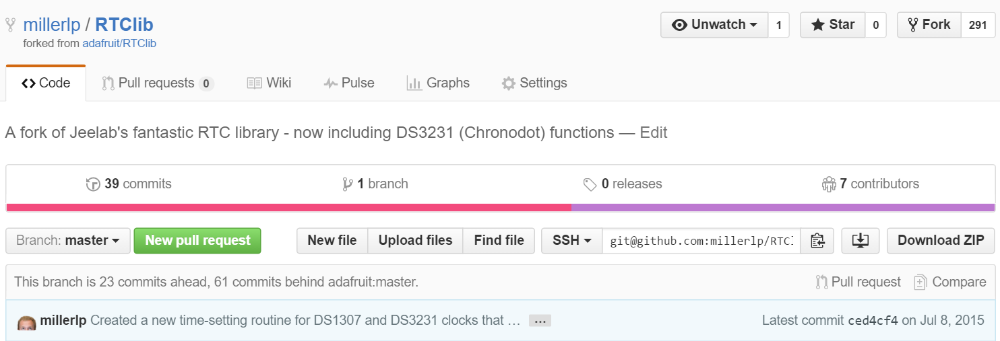 millerlp / RTClib Unwatch 1 Star 0 Fork 291
forked from adafruit/RTClib
Code Pull requests 0 Wiki Pulse Graphs Settings
A fork of Jeelab's fantastic RTC library - now including DS3231 (Chronodot) functions — Edit
39 commits 1 branch 0 releases 7 contributors
Branch: master New pull request New file Upload files Find file SSH git@github.com:millerlp/RTC Download ZIP
This branch is 23 commits ahead, 61 commits behind adafruit:master. Pull request Compare
millerlp Created a new time-setting routine for DS1307 and DS3231 clocks that … ... Latest commit ced4cf4 on Jul 8, 2015